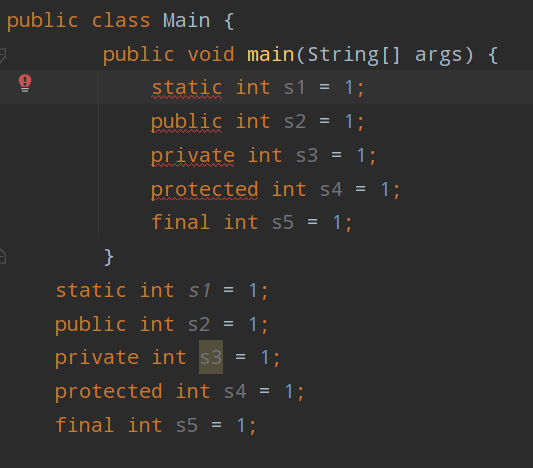 public class Main {
public void main(String[] args) {
static int s1 = 1;
public int s2 = 1;
private int s3 = 1;
protected int s4 = 1;
final int s5 = 1;
}
static int s1 = 1;
public int s2 = 1;
private int s3 = 1;
protected int s4 = 1;
final int s5 = 1;